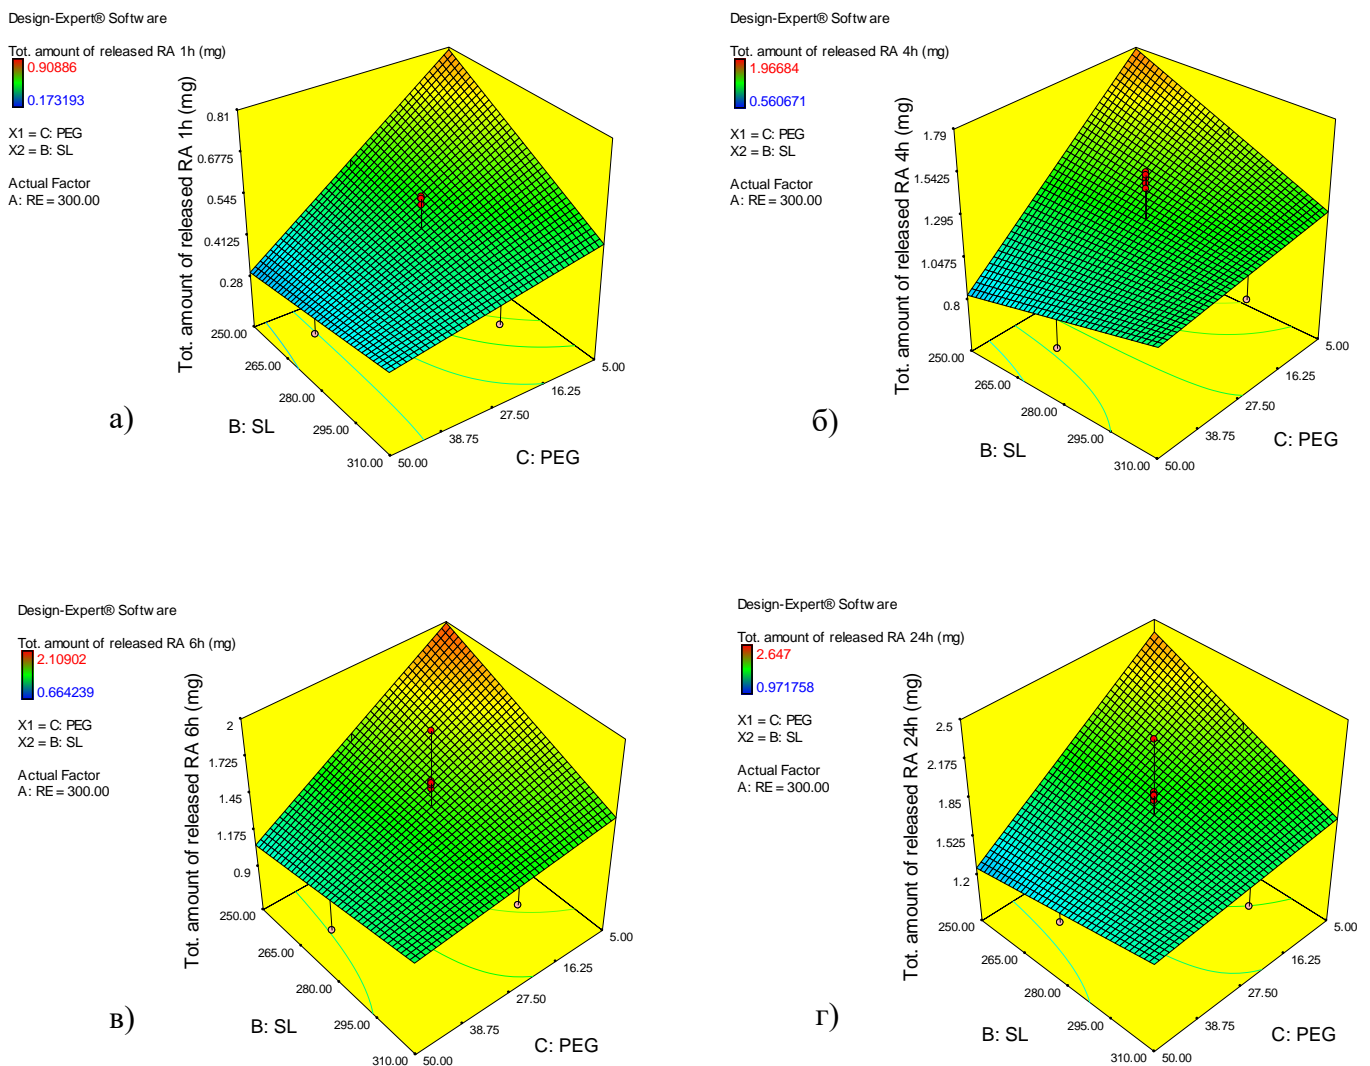 Design-Expert® Software
Tot. amount of released RA 1h (mg)
0.90886
0.173193
X1 = C: PEG
X2 = B: SL
Actual Factor
A: RE = 300.00
Tot. amount of released RA 1h (mg)
0.81
0.6775
0.545
0.4125
0.28
250.00
265.00
280.00
295.00
310.00
50.00
38.75
27.50
16.25
5.00
B: SL
C: PEG
а)
Design-Expert® Software
Tot. amount of released RA 4h (mg)
1.96684
0.560671
X1 = C: PEG
X2 = B: SL
Actual Factor
A: RE = 300.00
Tot. amount of released RA 4h (mg)
1.79
1.5425
1.295
1.0475
0.8
250.00
265.00
280.00
295.00
310.00
50.00
38.75
27.50
16.25
5.00
B: SL
C: PEG
б)
Design-Expert® Software
Tot. amount of released RA 6h (mg)
2.10902
0.664239
X1 = C: PEG
X2 = B: SL
Actual Factor
A: RE = 300.00
Tot. amount of released RA 6h (mg)
2
1.725
1.45
1.175
0.9
250.00
265.00
280.00
295.00
310.00
50.00
38.75
27.50
16.25
5.00
B: SL
C: PEG
в)
Design-Expert® Software
Tot. amount of released RA 24h (mg)
2.647
0.971758
X1 = C: PEG
X2 = B: SL
Actual Factor
A: RE = 300.00
Tot. amount of released RA 24h (mg)
2.5
2.175
1.85
1.525
1.2
250.00
265.00
280.00
295.00
310.00
50.00
38.75
27.50
16.25
5.00
B: SL
C: PEG
г)